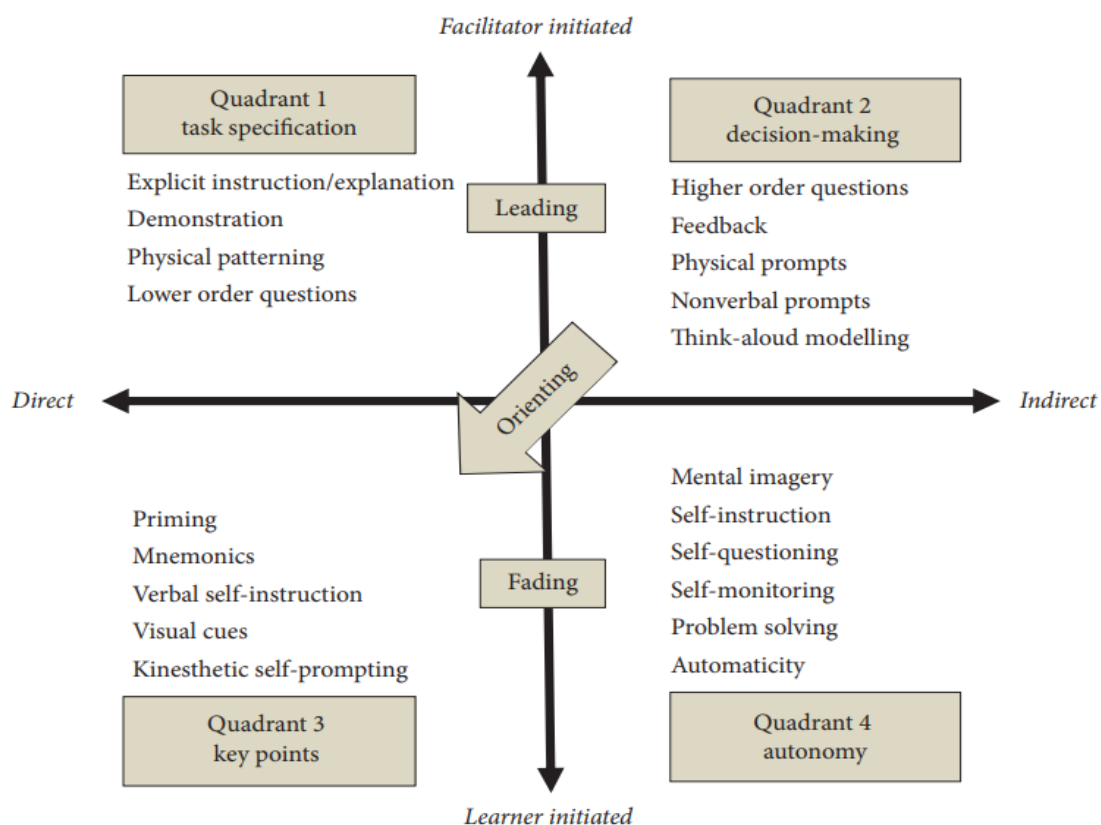 Facilitator initiated
Quadrant 1
task specification
Explicit instruction/explanation
Demonstration
Physical patterning
Lower order questions
Leading
Quadrant 2
decision-making
Higher order questions
Feedback
Physical prompts
Nonverbal prompts
Think-aloud modelling
Direct
Orienting
Indirect
Priming
Mnemonics
Verbal self-instruction
Visual cues
Kinesthetic self-prompting
Quadrant 3
key points
Fading
Mental imagery
Self-instruction
Self-questioning
Self-monitoring
Problem solving
Automaticity
Quadrant 4
autonomy
Learner initiated